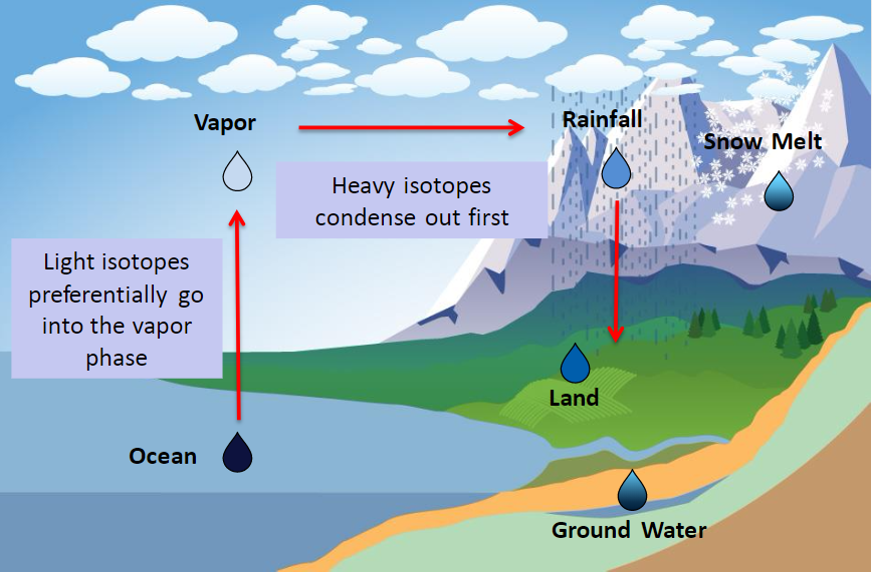 Vapor
Rainfall
Snow Melt
Heavy isotopes
condense out first
Light isotopes
preferentially go
into the vapor
phase
Land
Ocean
Ground Water